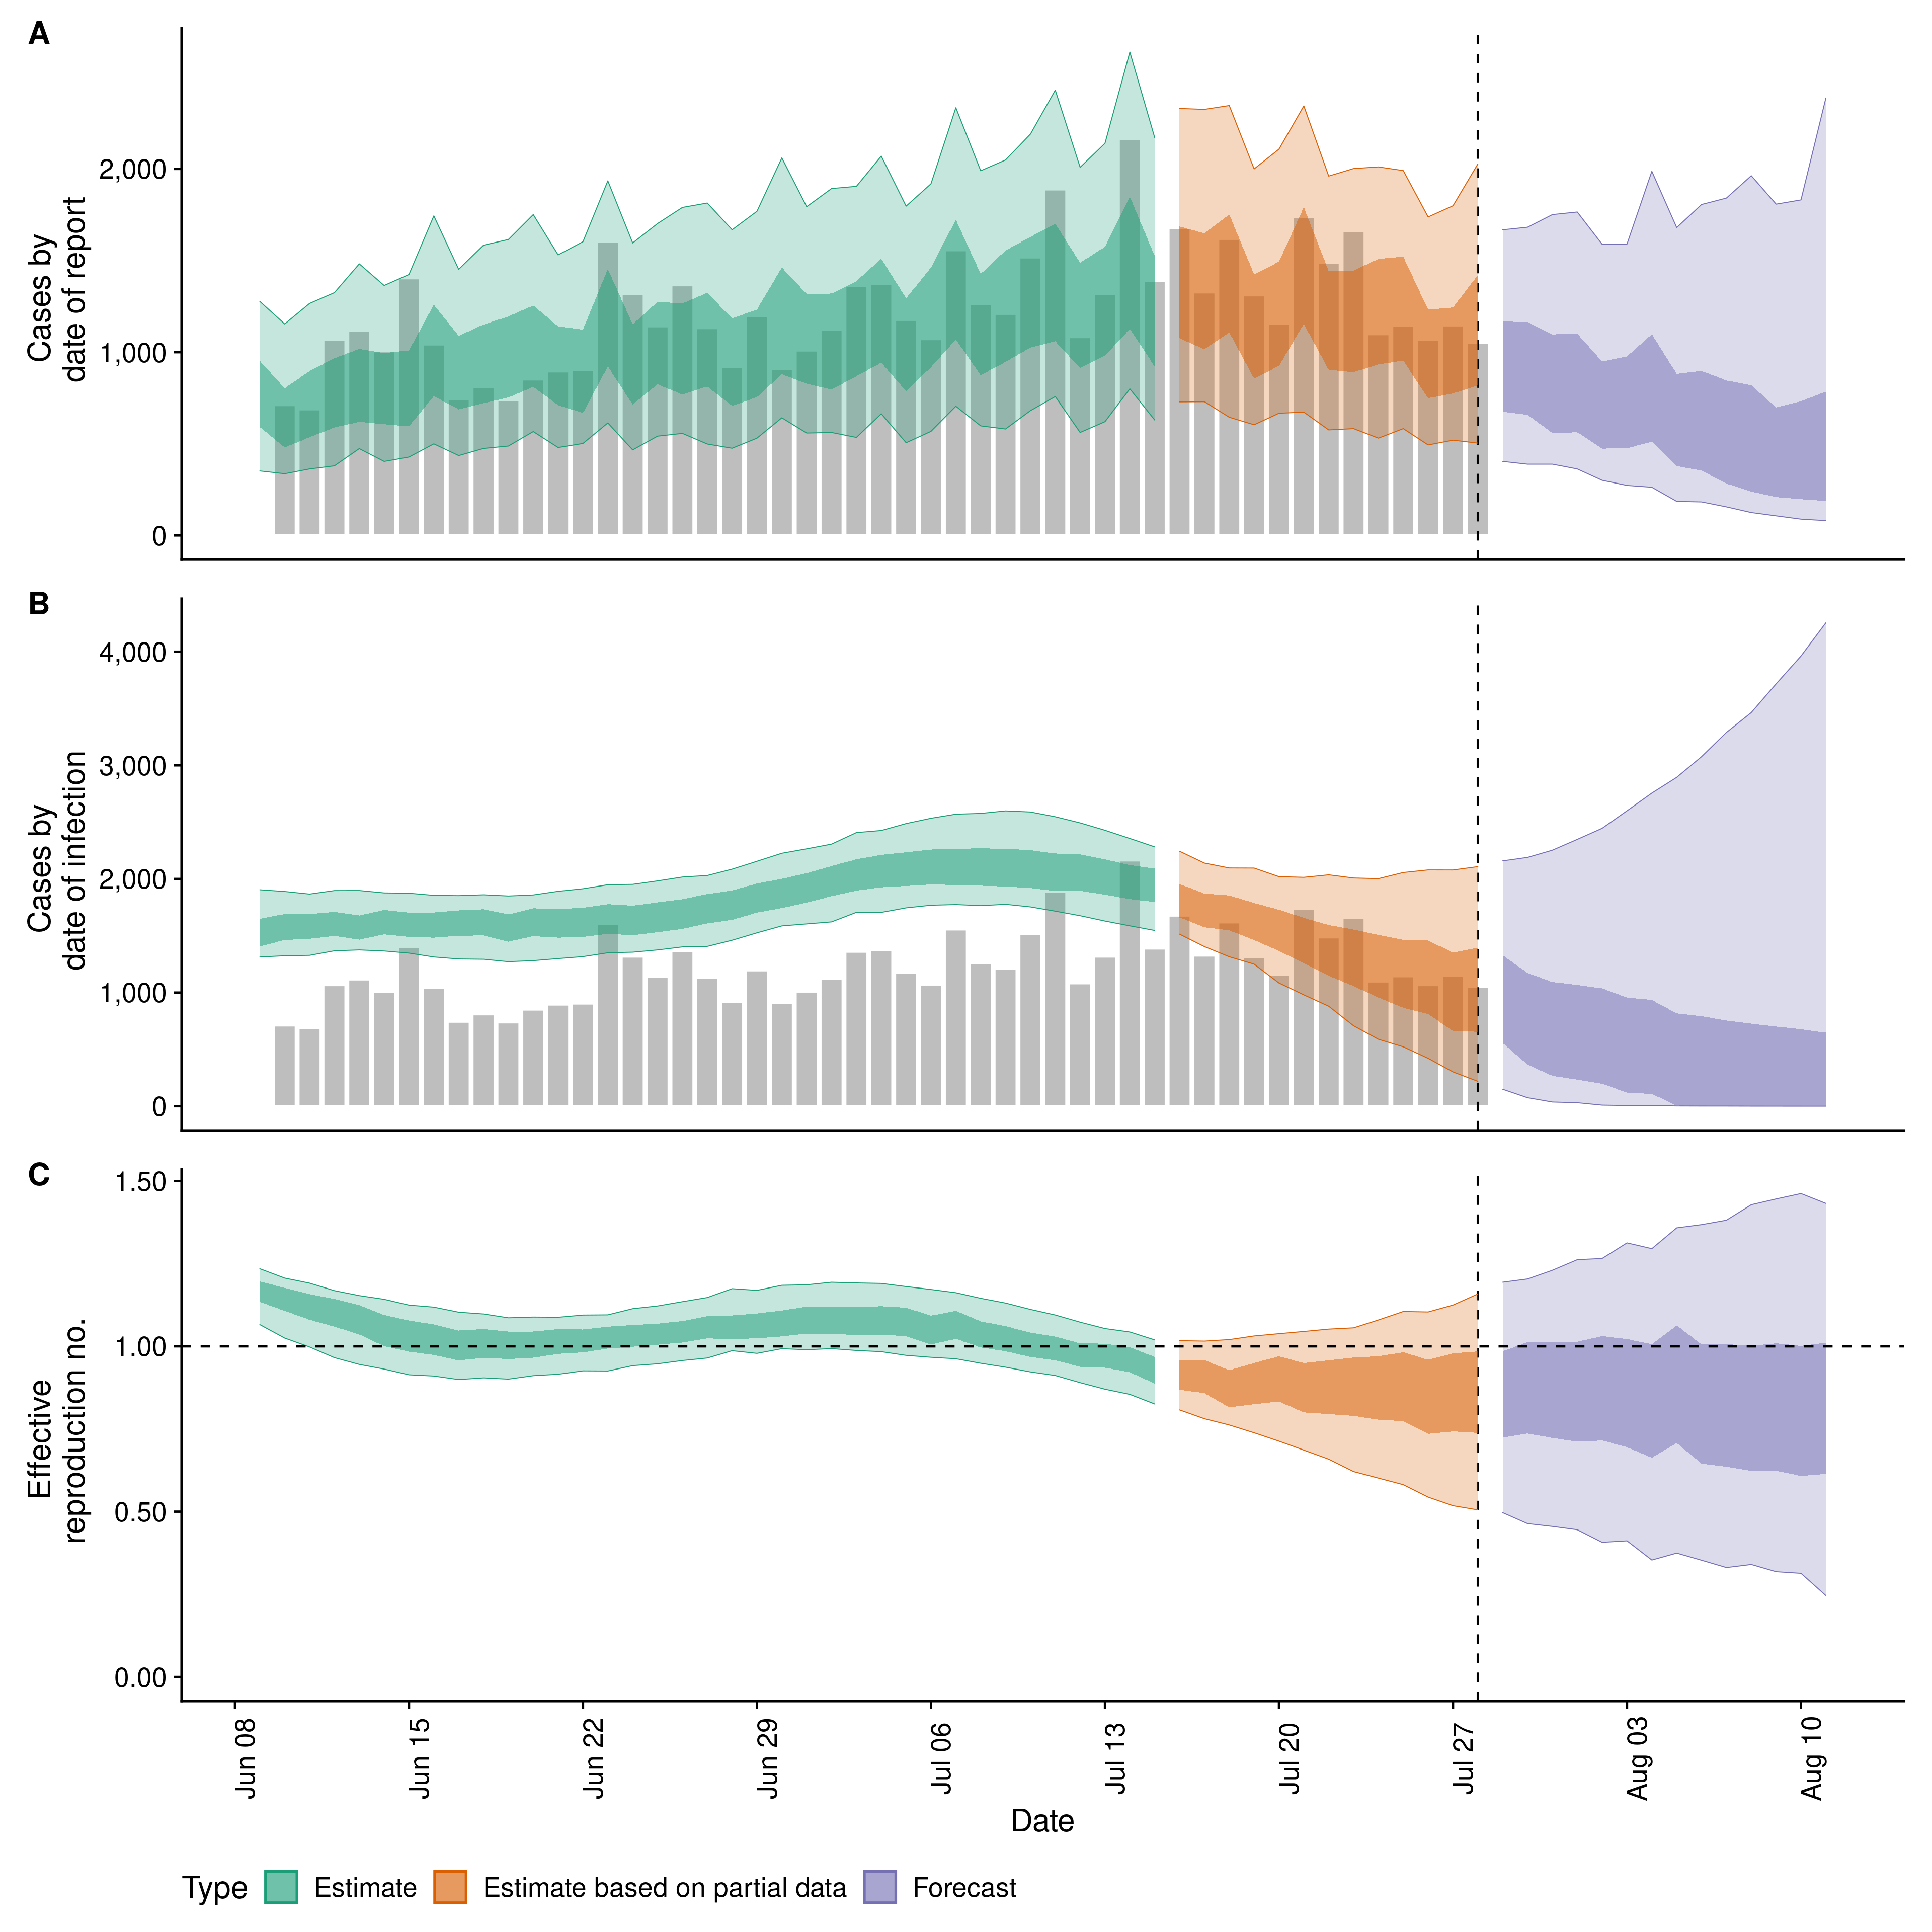 A
Cases by
date of report
2,000
1,000
0
B
Cases by
date of infection
4,000
3,000
2,000
1,000
0
C
Effective
reproduction no.
1.50
1.00
0.50
0.00
Jun 08
Jun 15
Jun 22
Jun 29
Jul 06
Jul 13
Jul 20
Jul 27
Aug 03
Aug 10
Date
Type Estimate Estimate based on partial data Forecast